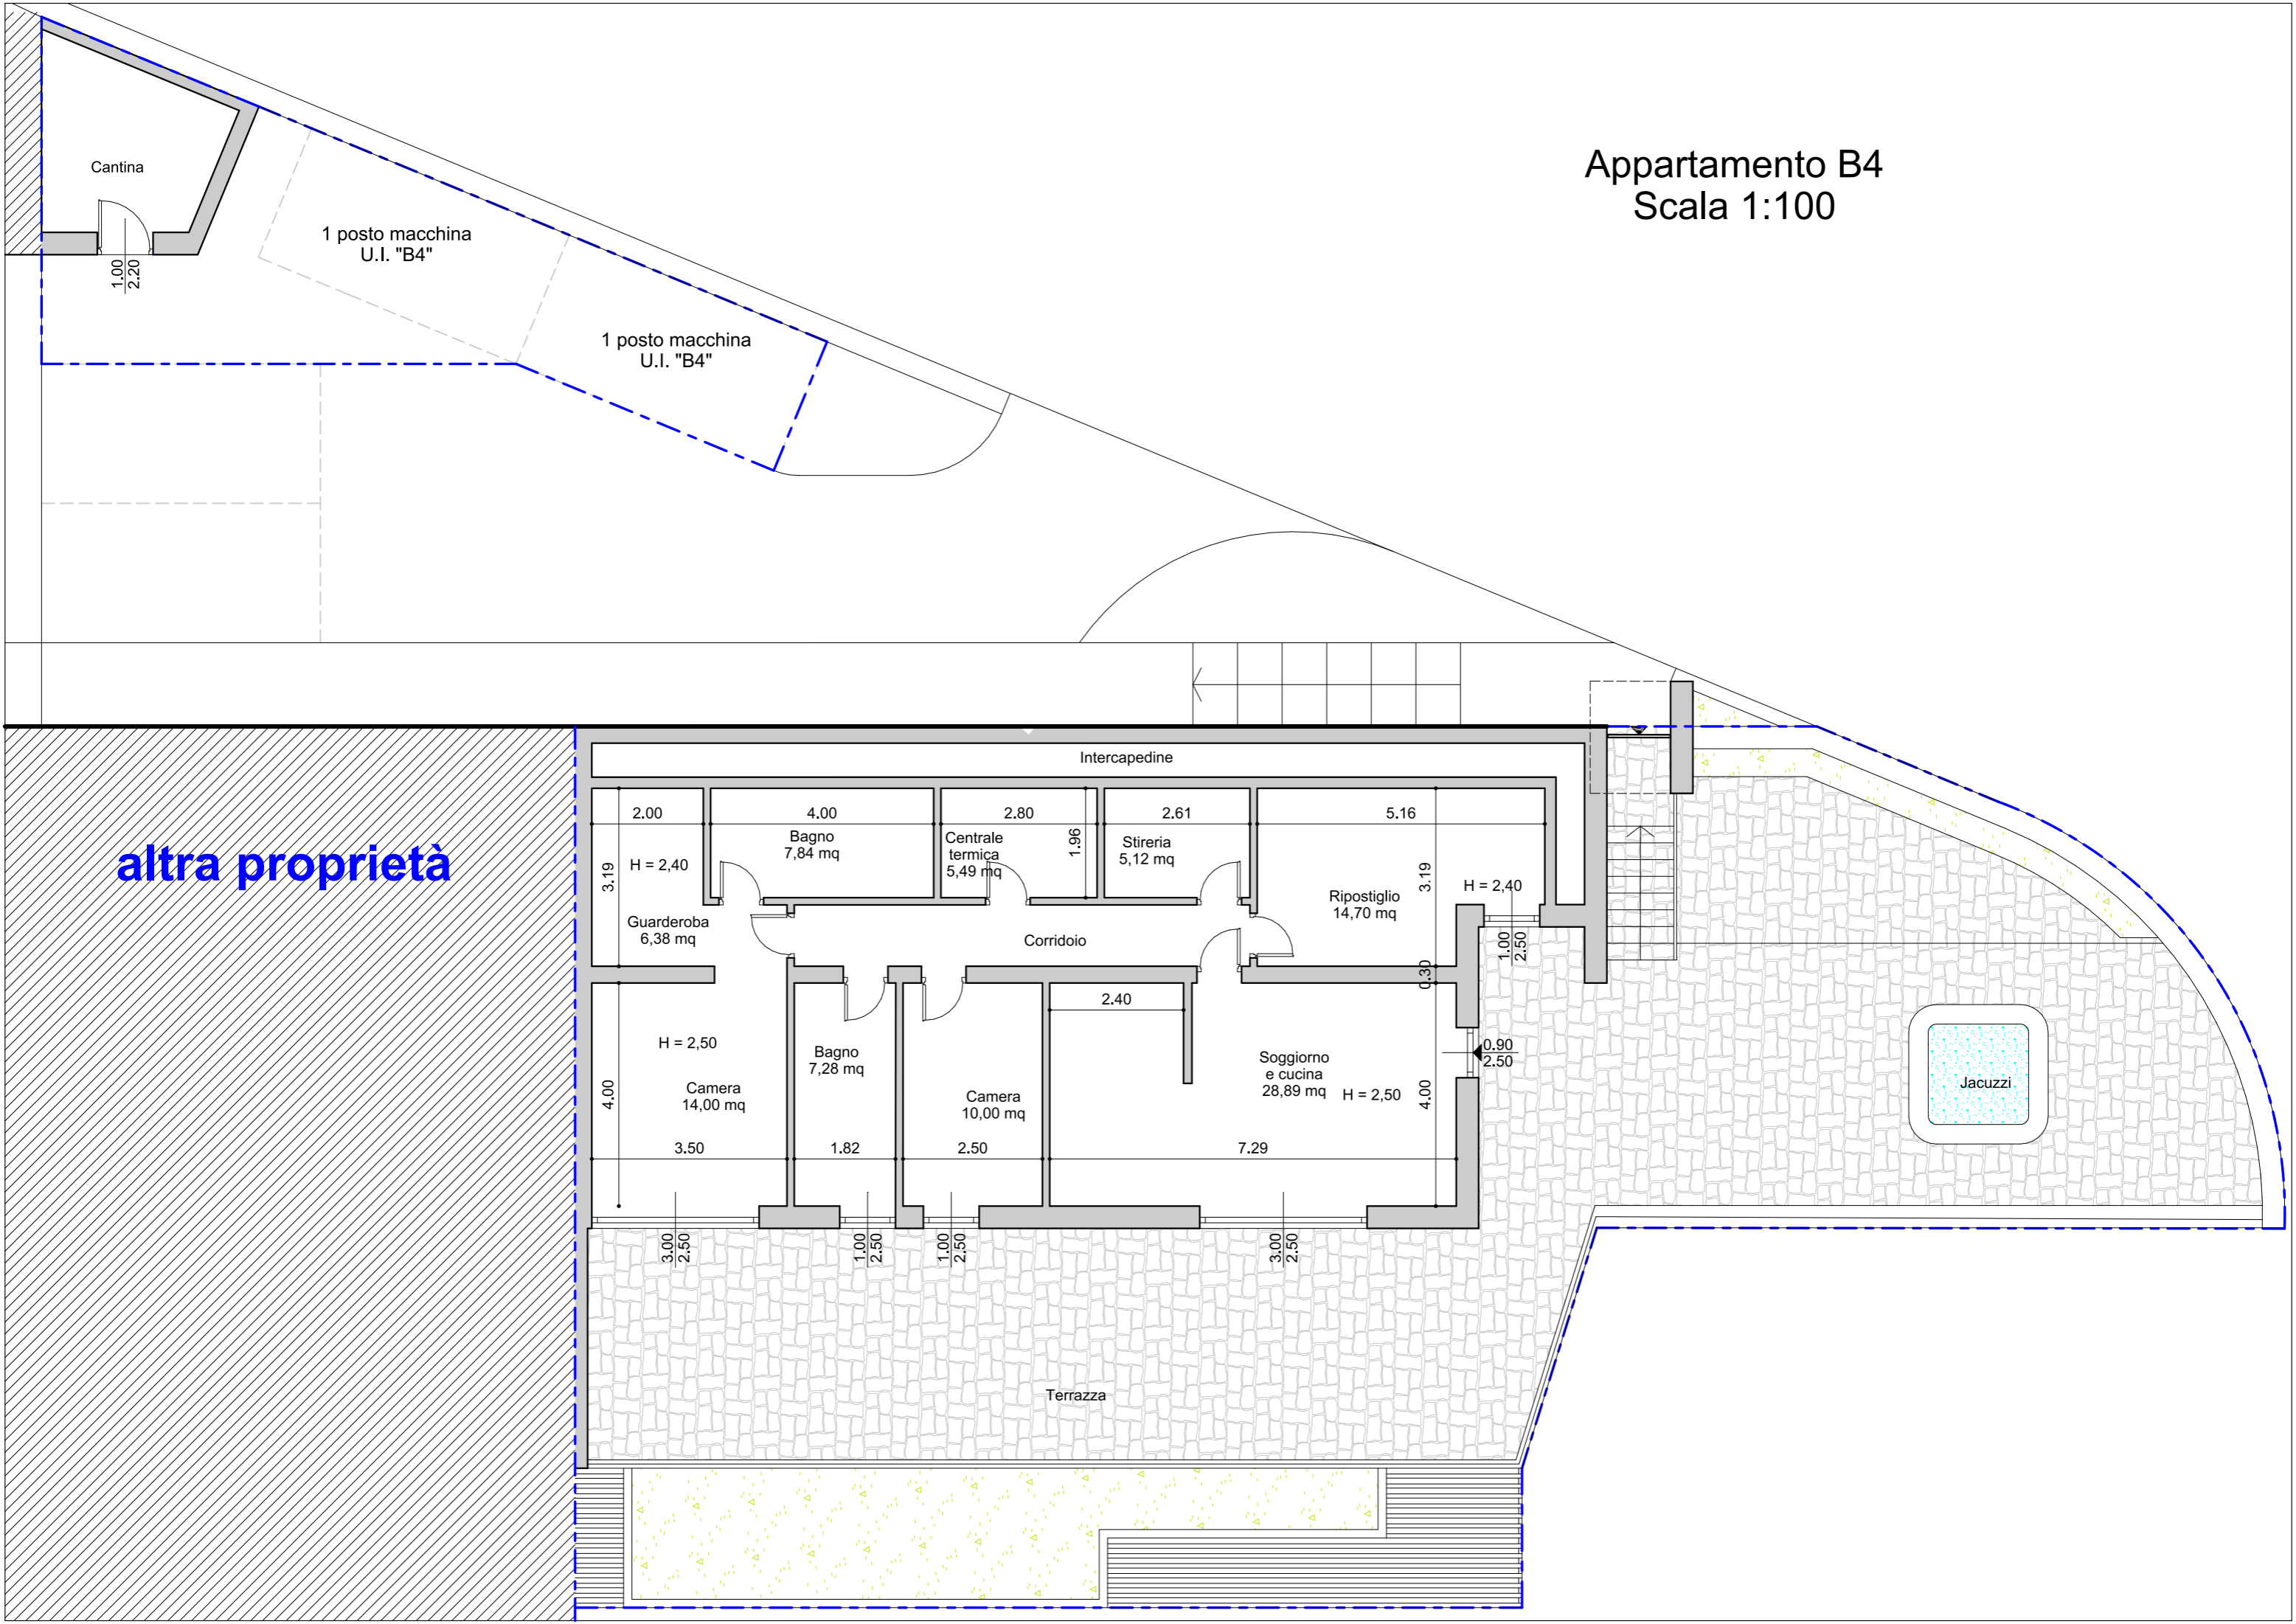 Appartamento B4
Scala 1:100
Cantina
1.00
2.20
1 posto macchina
U.I. "B4"
1 posto macchina
U.I. "B4"
altra proprietà
Intercapedine
2.00
4.00
2.80
2.61
5.16
3.19
H = 2,40
Bagno
7,84 mq
Centrale
termica
5,49 mq
1.96
Stireria
5,12 mq
3.19
H = 2,40
Guarderoba
6,38 mq
Corridoio
Ripostiglio
14,70 mq
1.00
2.50
0.30
2.40
H = 2,50
4.00
Camera
14,00 mq
Bagno
7,28 mq
Camera
10,00 mq
Soggiorno
e cucina
28,89 mq
H = 2,50
4.00
0.90
2.50
Jacuzzi
3.50
1.82
2.50
7.29
3.00
2.50
1.00
2.50
1.00
2.50
3.00
2.50
Terrazza